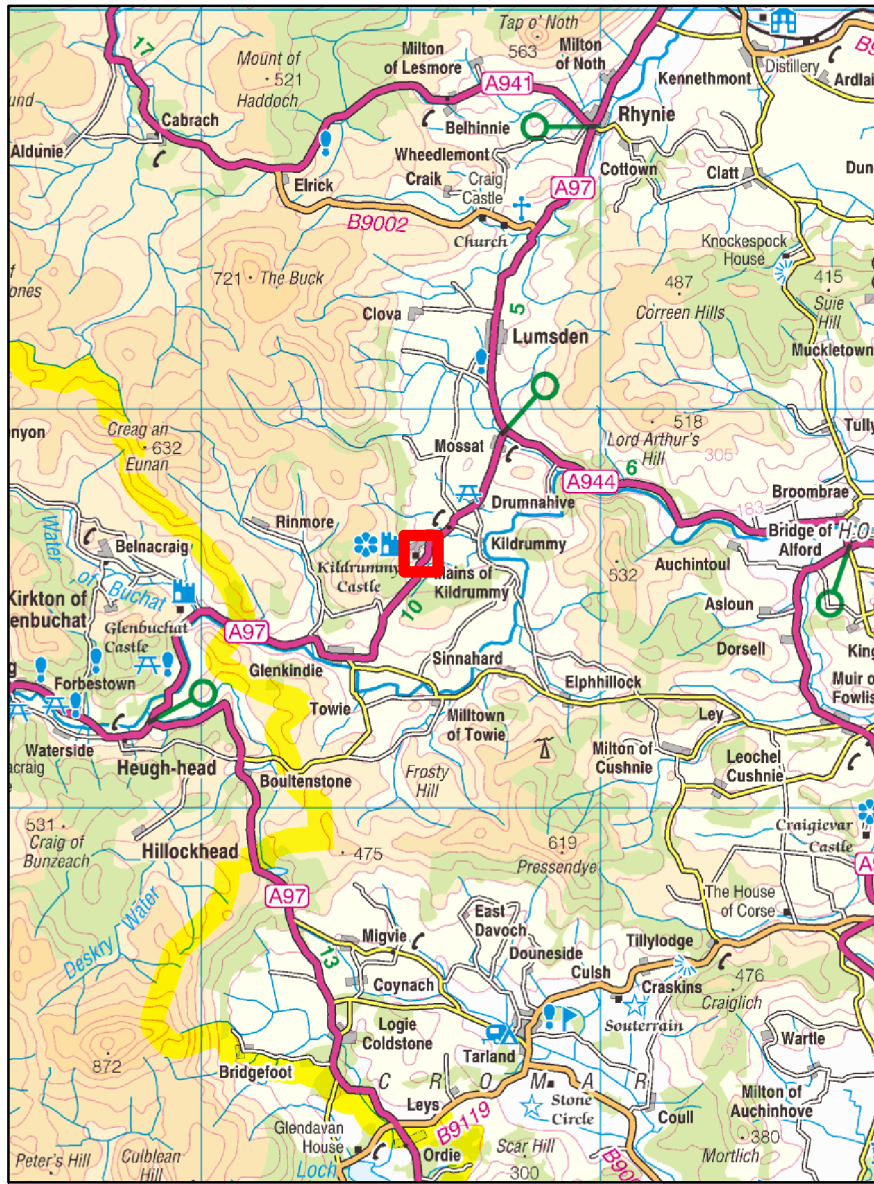 17
Mount of
521
Haddoch
Milton
of Lesmore
Tap o' Noth
563
Milton
of Noth
Kennethmont
Distillery
A941
Rhynie
Belhinnie
Cabrach
Aldunie
Wheedlemont
Craik
Craig
Castle
Cottown
Clatt
Elrick
A97
B9002
Church
Knockespock
House
721
The Buck
487
Correen Hills
415
Suie
Hill
Clova
5
Lumsden
Muckletown
Creag an
632
Eunan
Mossat
518
Lord Arthur's
Hill
305
6
A944
183
Broombrae
Rinmore
Drumnahive
Bridge of
Alford
Water
of Buchat
Belnacraig
Kildrummy
Castle
Kildrummy
Mains of
Kildrummy
532
Auchintoul
10
Asloun
Kirkton of
Glenbuchat
Castle
A97
Dorsell
Glenkindie
Sinnahard
Elphhillock
Forbestown
Towie
Milltown
of Towie
Ley
Muir of
Fowlis
Waterside
Heugh-head
Boultenstone
Frosty
Hill
Milton of
Cushnie
Leochel
Cushnie
531
Craig of
Bunzeach
Hillockhead
475
619
Pressendye
Craigievar
Castle
The House
of Corse
A97
Deskry Water
Migvie
East
Davoch
Douneside
Culsh
Tillylodge
13
Coynach
Craskins
476
Craiglich
Souterrain
Logie
Coldstone
Tarland
Wartle
872
Bridgefoot
C R O M A R
Leys
Stone
Circle
Coull
Milton of
Auchinhove
Glendavan
House
B9119
Ordie
Scar Hill
300
380
Mortlich
Peter's Hill
Culblean
Hill
Loch